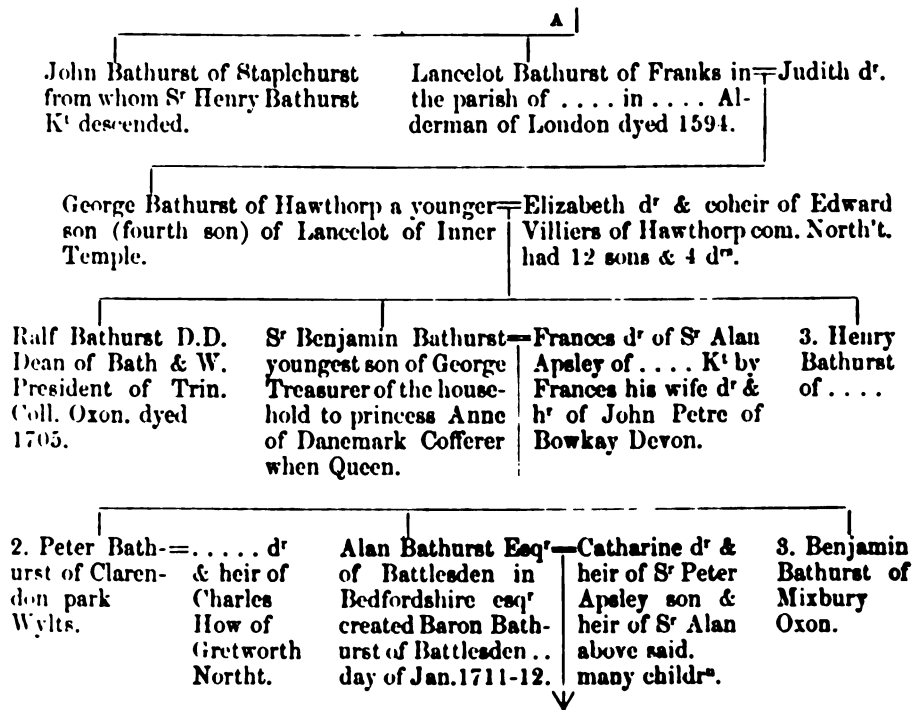 A
John Bathurst of Staplehurst
from whom Sʳ Henry Bathurst
Kᵗ descended.
Lancelot Bathurst of Franks in=Judith dʳ.
the parish of . . . . in . . . . Al-
derman of London dyed 1594.
George Bathurst of Hawthorp a younger=
son (fourth son) of Lancelot of Inner
Temple.
Elizabeth dʳ & coheir of Edward
Villiers of Hawthorp com. North't.
had 12 sons & 4 dʳˢ.
Ralf Bathurst D.D.
Dean of Bath & W.
President of Trin.
Coll. Oxon. dyed
1705.
Sʳ Benjamin Bathurst=
youngest son of George
Treasurer of the house-
hold to princess Anne
of Danemark Cofferer
when Queen.
Frances dʳ of Sʳ Alan
Apsley of . . . . Kᵗ by
Frances his wife dʳ &
hʳ of John Petre of
Bowkay Devon.
3. Henry
Bathurst
of . . . .
2. Peter Bath-=
urst of Claren-
don park
Wylts.
. . . . . dʳ
& heir of
Charles
How of
Gretworth
Northt.
Alan Bathurst Esqʳ=
of Battlesden in
Bedfordshire esqʳ
created Baron Bath-
urst of Battlesden . .
day of Jan. 1711-12.
Catharine dʳ &
heir of Sʳ Peter
Apsley son &
heir of Sʳ Alan
above said.
many childrⁿ.
3. Benjamin
Bathurst of
Mixbury
Oxon.